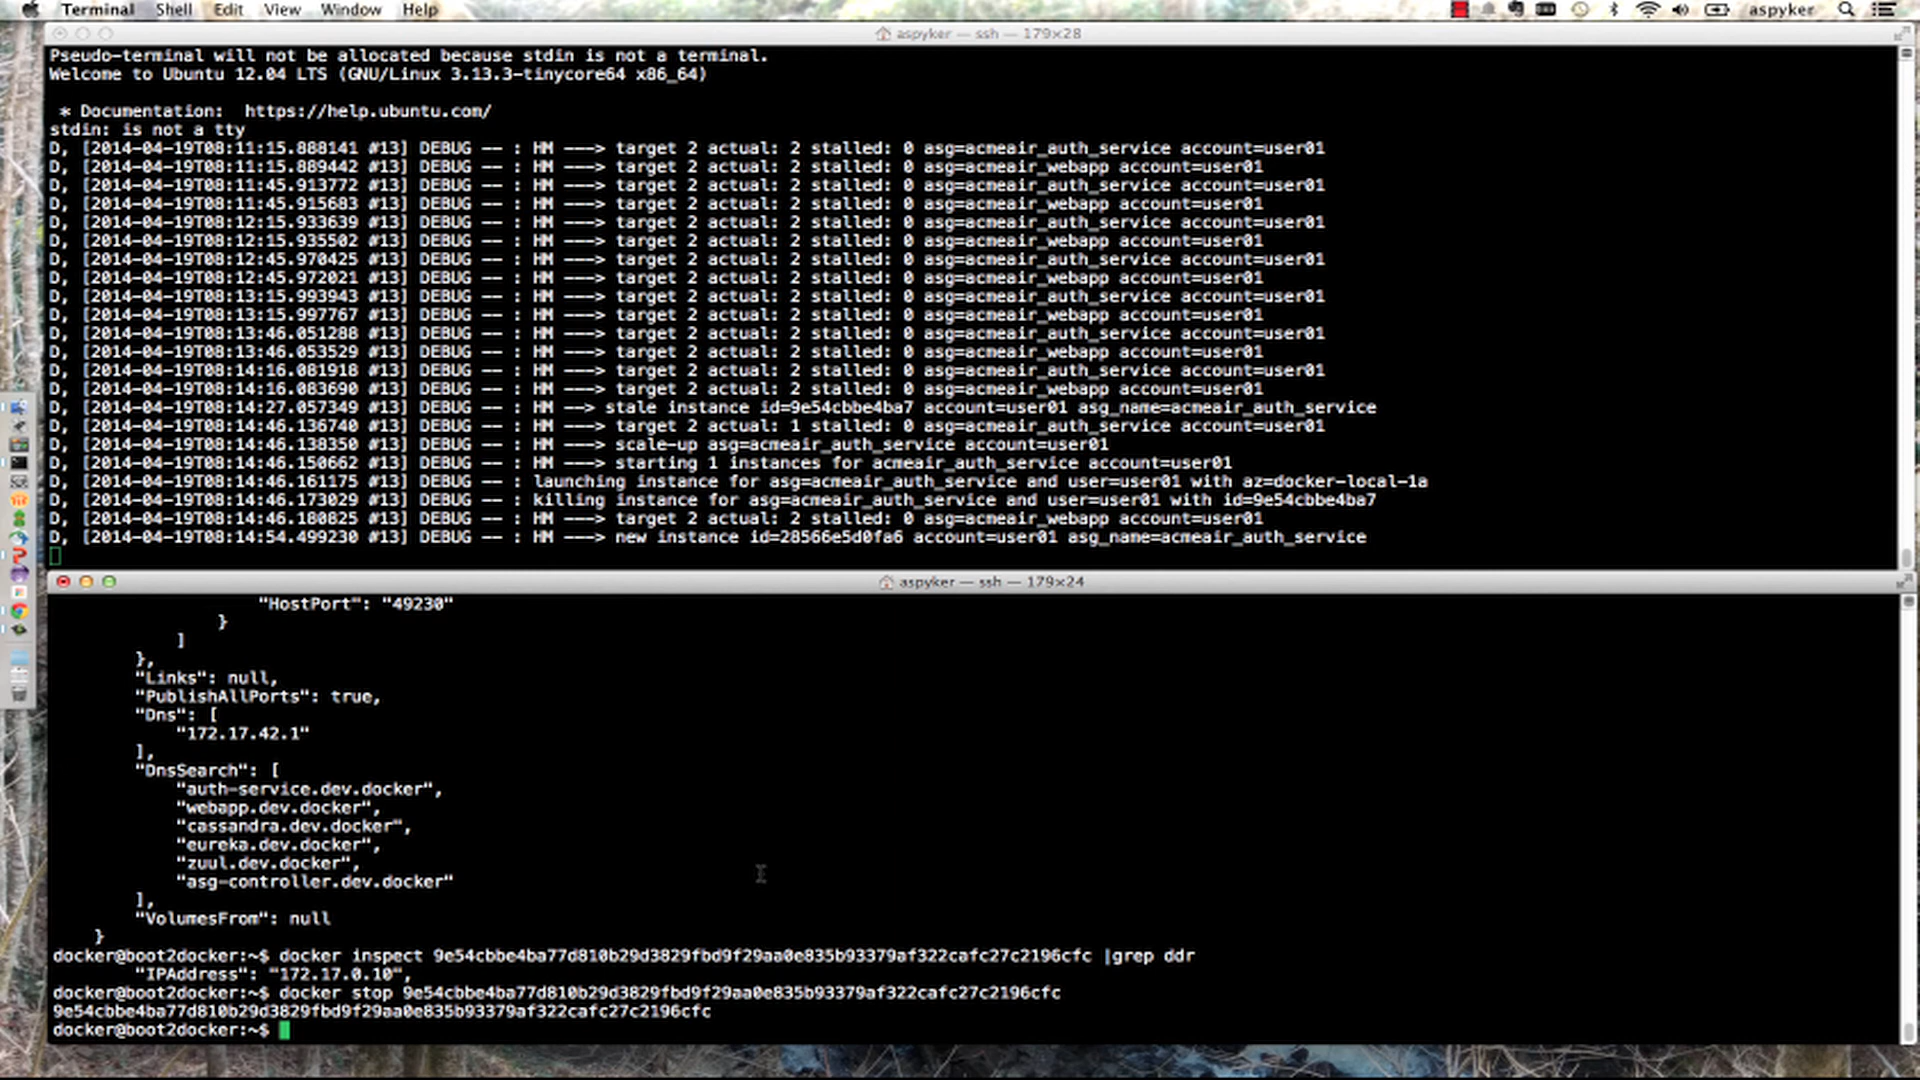 Terminal Shell Edit View Window Help aspyker
aspyker — ssh — 179×28
Pseudo-terminal will not be allocated because stdin is not a terminal.
Welcome to Ubuntu 12.04 LTS (GNU/Linux 3.13.3-tinycore64 x86_64)
* Documentation: https://help.ubuntu.com/
stdin: is not a tty
D, [2014-04-19T08:11:15.888141 #13] DEBUG -- : HM ---> target 2 actual: 2 stalled: 0 asg=acmeair_auth_service account=user01
D, [2014-04-19T08:11:15.889442 #13] DEBUG -- : HM ---> target 2 actual: 2 stalled: 0 asg=acmeair_webapp account=user01
D, [2014-04-19T08:11:45.913772 #13] DEBUG -- : HM ---> target 2 actual: 2 stalled: 0 asg=acmeair_auth_service account=user01
D, [2014-04-19T08:11:45.915683 #13] DEBUG -- : HM ---> target 2 actual: 2 stalled: 0 asg=acmeair_webapp account=user01
D, [2014-04-19T08:12:15.933639 #13] DEBUG -- : HM ---> target 2 actual: 2 stalled: 0 asg=acmeair_auth_service account=user01
D, [2014-04-19T08:12:15.935502 #13] DEBUG -- : HM ---> target 2 actual: 2 stalled: 0 asg=acmeair_webapp account=user01
D, [2014-04-19T08:12:45.970425 #13] DEBUG -- : HM ---> target 2 actual: 2 stalled: 0 asg=acmeair_auth_service account=user01
D, [2014-04-19T08:12:45.972021 #13] DEBUG -- : HM ---> target 2 actual: 2 stalled: 0 asg=acmeair_webapp account=user01
D, [2014-04-19T08:13:15.993943 #13] DEBUG -- : HM ---> target 2 actual: 2 stalled: 0 asg=acmeair_auth_service account=user01
D, [2014-04-19T08:13:15.997767 #13] DEBUG -- : HM ---> target 2 actual: 2 stalled: 0 asg=acmeair_webapp account=user01
D, [2014-04-19T08:13:46.051288 #13] DEBUG -- : HM ---> target 2 actual: 2 stalled: 0 asg=acmeair_auth_service account=user01
D, [2014-04-19T08:13:46.053529 #13] DEBUG -- : HM ---> target 2 actual: 2 stalled: 0 asg=acmeair_webapp account=user01
D, [2014-04-19T08:14:16.081918 #13] DEBUG -- : HM ---> target 2 actual: 2 stalled: 0 asg=acmeair_auth_service account=user01
D, [2014-04-19T08:14:16.083690 #13] DEBUG -- : HM ---> target 2 actual: 2 stalled: 0 asg=acmeair_webapp account=user01
D, [2014-04-19T08:14:27.057349 #13] DEBUG -- : HM --> stale instance id=9e54cbbe4ba7 account=user01 asg_name=acmeair_auth_service
D, [2014-04-19T08:14:46.136740 #13] DEBUG -- : HM ---> target 2 actual: 1 stalled: 0 asg=acmeair_auth_service account=user01
D, [2014-04-19T08:14:46.138350 #13] DEBUG -- : HM ---> scale-up asg=acmeair_auth_service account=user01
D, [2014-04-19T08:14:46.150662 #13] DEBUG -- : HM ---> starting 1 instances for acmeair_auth_service account=user01
D, [2014-04-19T08:14:46.161175 #13] DEBUG -- : launching instance for asg=acmeair_auth_service and user=user01 with az=docker-local-1a
D, [2014-04-19T08:14:46.173029 #13] DEBUG -- : killing instance for asg=acmeair_auth_service and user=user01 with id=9e54cbbe4ba7
D, [2014-04-19T08:14:46.180825 #13] DEBUG -- : HM ---> target 2 actual: 2 stalled: 0 asg=acmeair_webapp account=user01
D, [2014-04-19T08:14:54.499230 #13] DEBUG -- : HM ---> new instance id=28566e5d0fa6 account=user01 asg_name=acmeair_auth_service
aspyker — ssh — 179×24
"HostPort": "49230"
}
]
},
"Links": null,
"PublishAllPorts": true,
"Dns": [
"172.17.42.1"
],
"DnsSearch": [
"auth-service.dev.docker",
"webapp.dev.docker",
"cassandra.dev.docker",
"eureka.dev.docker",
"zuul.dev.docker",
"asg-controller.dev.docker"
],
"VolumesFrom": null
}
docker@boot2docker:~$ docker inspect 9e54cbbe4ba77d810b29d3829fbd9f29aa0e835b93379af322cafc27c2196cfc |grep ddr
"IPAddress": "172.17.0.10",
docker@boot2docker:~$ docker stop 9e54cbbe4ba77d810b29d3829fbd9f29aa0e835b93379af322cafc27c2196cfc
9e54cbbe4ba77d810b29d3829fbd9f29aa0e835b93379af322cafc27c2196cfc
docker@boot2docker:~$